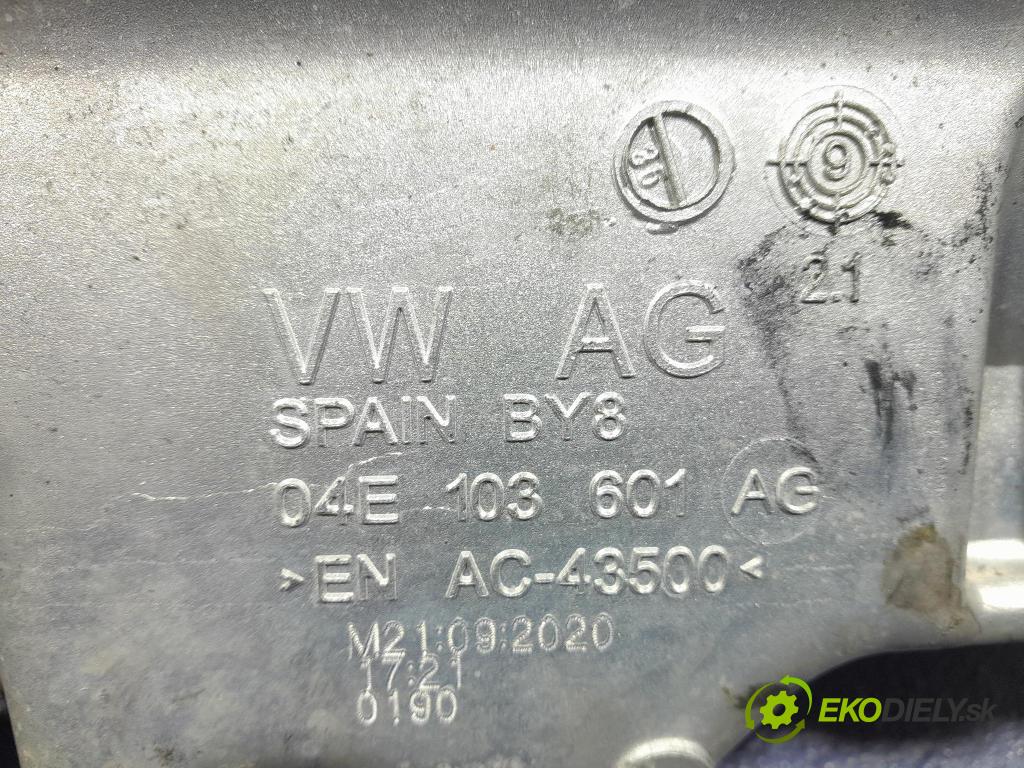 9
2.1
VW AG
SPAIN BY8
04E 103 601 AG
>EN AC-43500<
M21:09:2020
17:21
0190
EKODIELY.sk